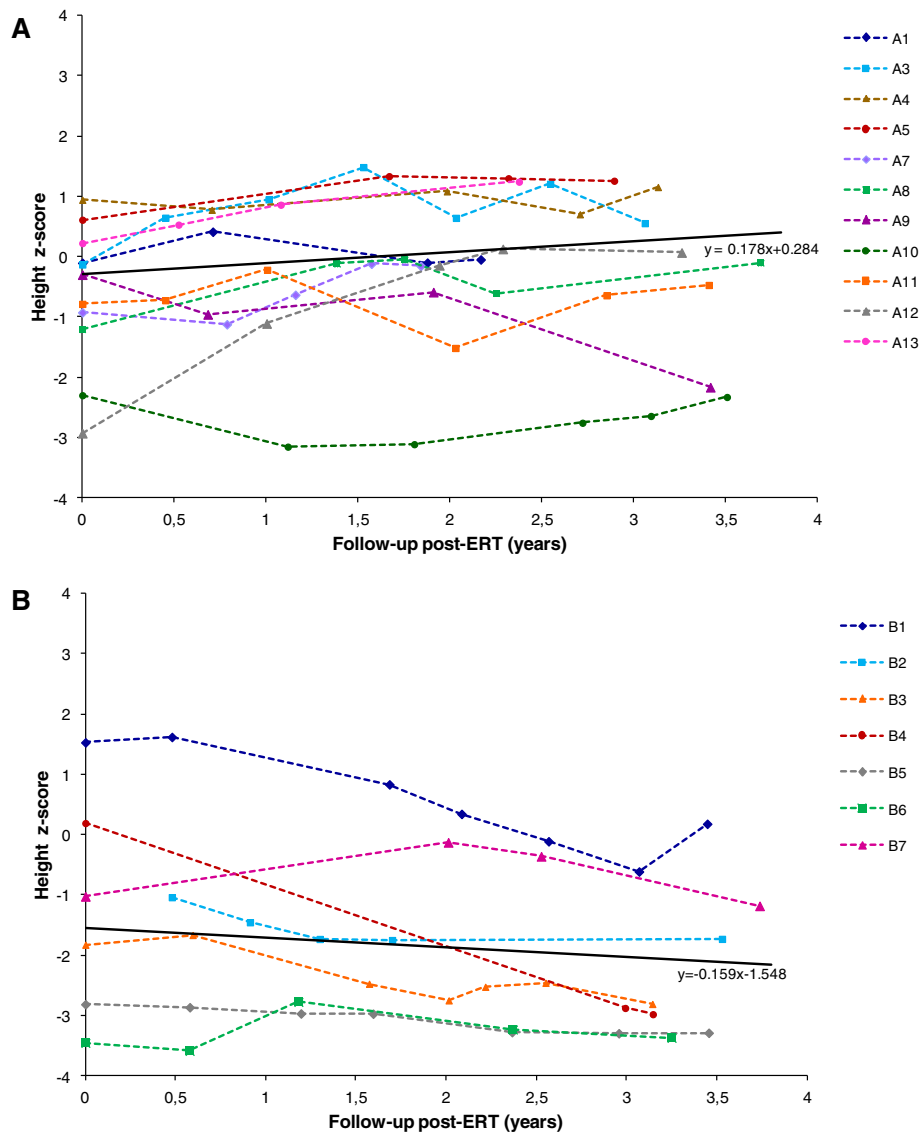 A
Height z-score
4
3
2
1
0
-1
-2
-3
-4
0
0,5
1
1,5
2
2,5
3
3,5
4
Follow-up post-ERT (years)
y= 0.178x+0.284
A1
A3
A4
A5
A7
A8
A9
A10
A11
A12
A13
B
Height z-score
4
3
2
1
0
-1
-2
-3
-4
0
0,5
1
1,5
2
2,5
3
3,5
4
Follow-up post-ERT (years)
y=-0.159x-1.548
B1
B2
B3
B4
B5
B6
B7